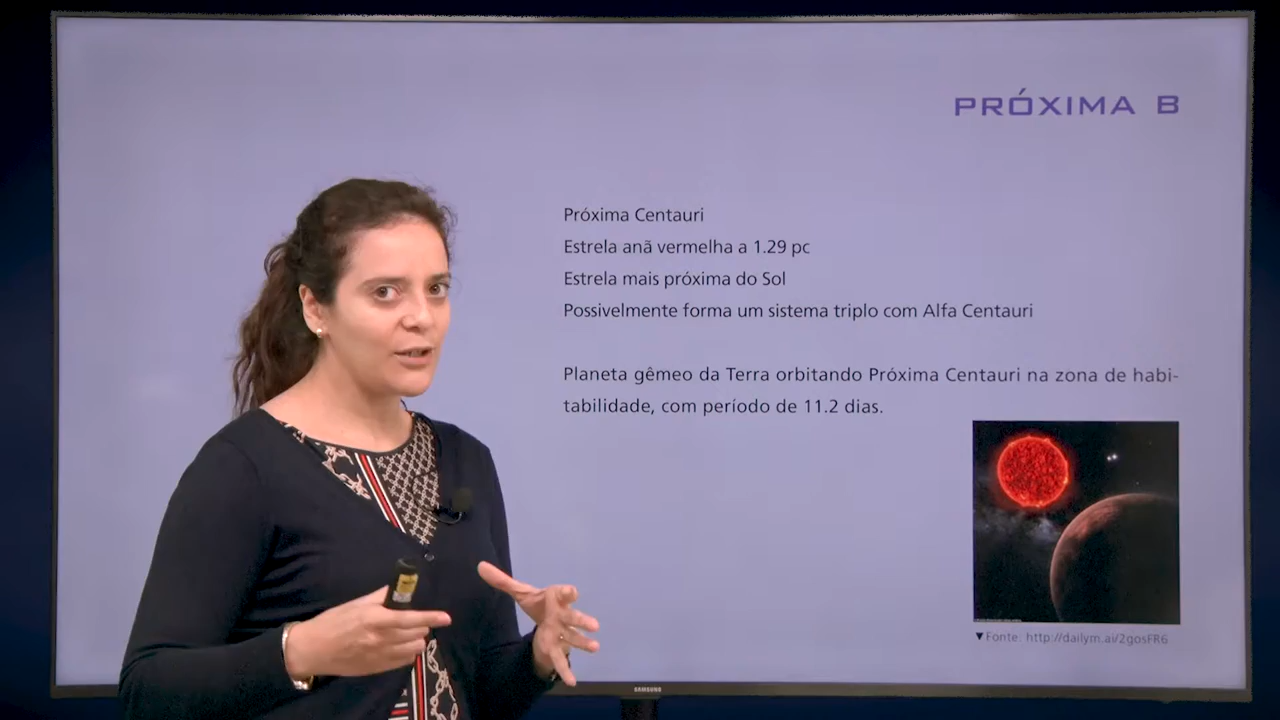 PRÓXIMA B
Próxima Centauri
Estrela anã vermelha a 1.29 pc
Estrela mais próxima do Sol
Possivelmente forma um sistema triplo com Alfa Centauri
Planeta gêmeo da Terra orbitando Próxima Centauri na zona de habi-
tabilidade, com período de 11.2 dias.
▼Fonte: http://dailym.ai/2gosFR6
SAMSUNG